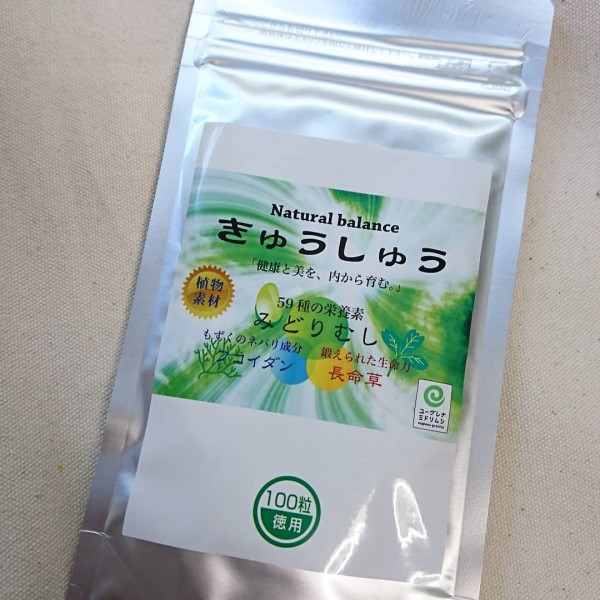 Natural balance
きゅうしゅう
「健康と美を、内から育む。」
植物
素材
59種の栄養素
みどりむし
もずくのネバリ成分
フコイダン
鍛えられた生命力
長命草
ユーグレナ
ミドリムシ
euglena gracilis
100粒
徳用